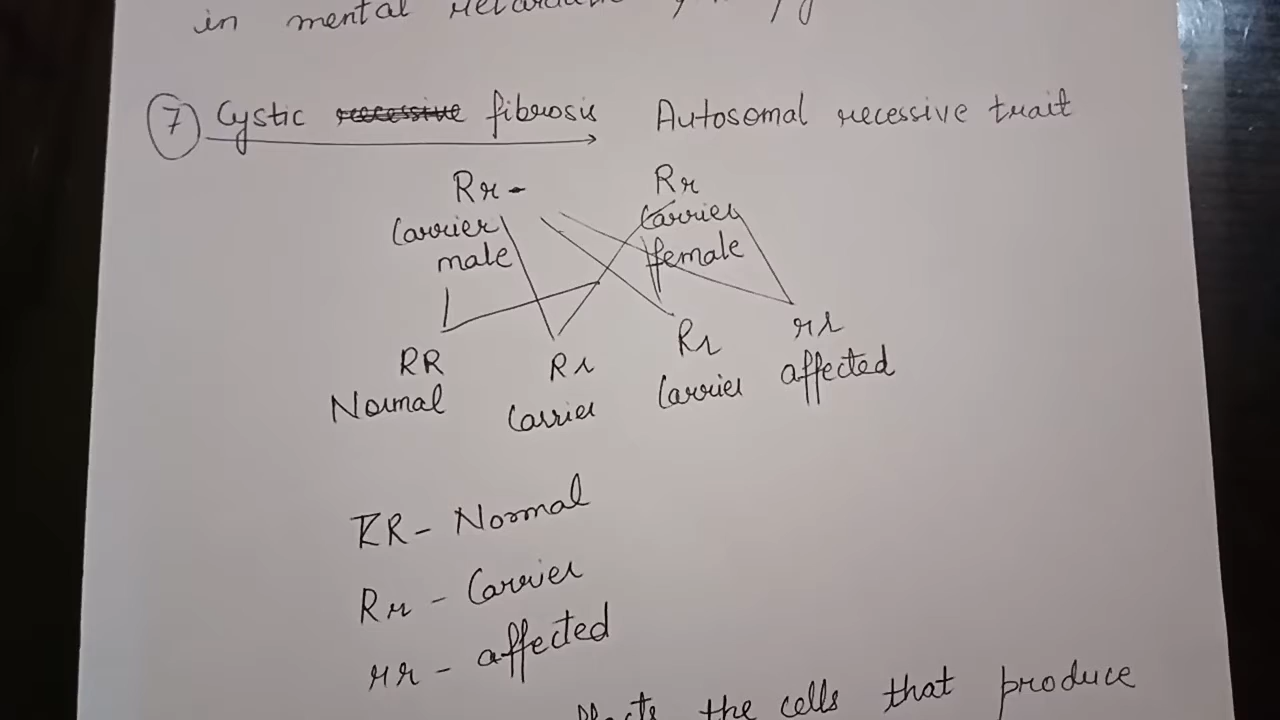 in mental
7 Cystic recessive fibrosis Autosomal recessive trait
Rr - Rr
Carrier male Carrier female
RR Rr Rr rr
Normal Carrier Carrier affected
RR - Normal
Rr - Carrier
rr - affected
the cells that produce